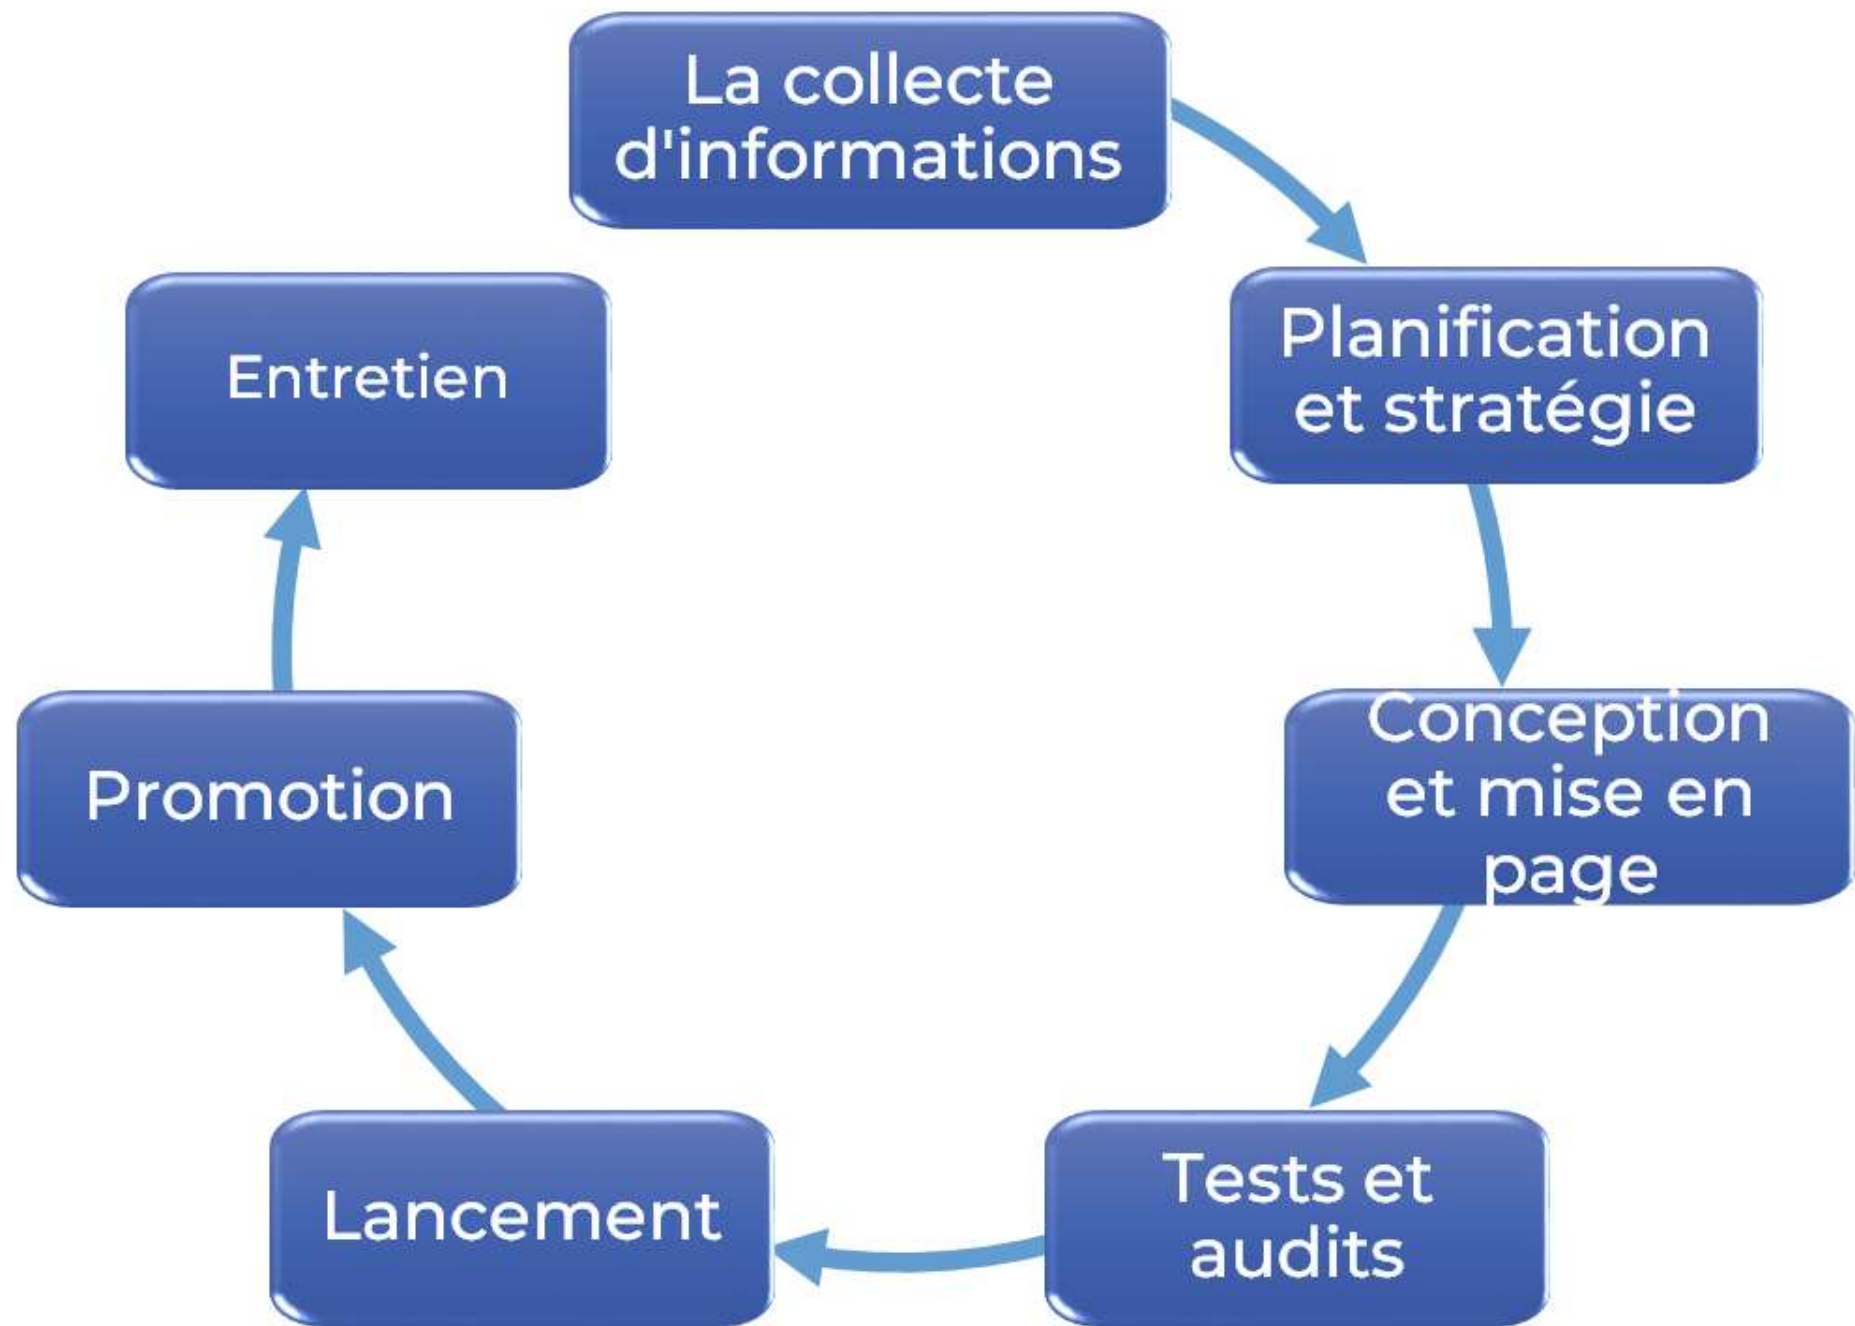 La collecte
d'informations
Planification
et stratégie
Conception
et mise en
page
Tests et
audits
Lancement
Promotion
Entretien